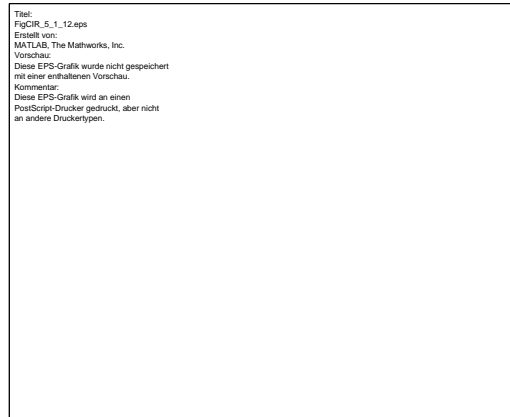 Titel:
FigCIR_5_1_12.eps
Erstellt von:
MATLAB, The Mathworks, Inc.
Vorschau:
Diese EPS-Grafik wurde nicht gespeichert
mit einer enthaltenen Vorschau.
Kommentar:
Diese EPS-Grafik wird an einen
PostScript-Drucker gedruckt, aber nicht
an andere Druckertypen.